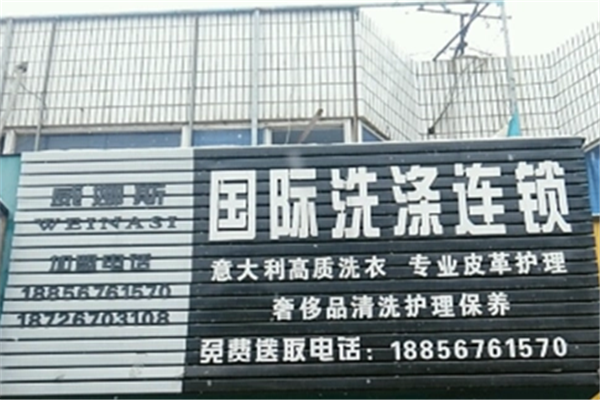 威娜斯
WEINASI
加盟电话
18856761570
18726703108
国际洗涤连锁
意大利高质洗衣 专业皮革护理
奢侈品清洗护理保养
免费送取电话：18856761570